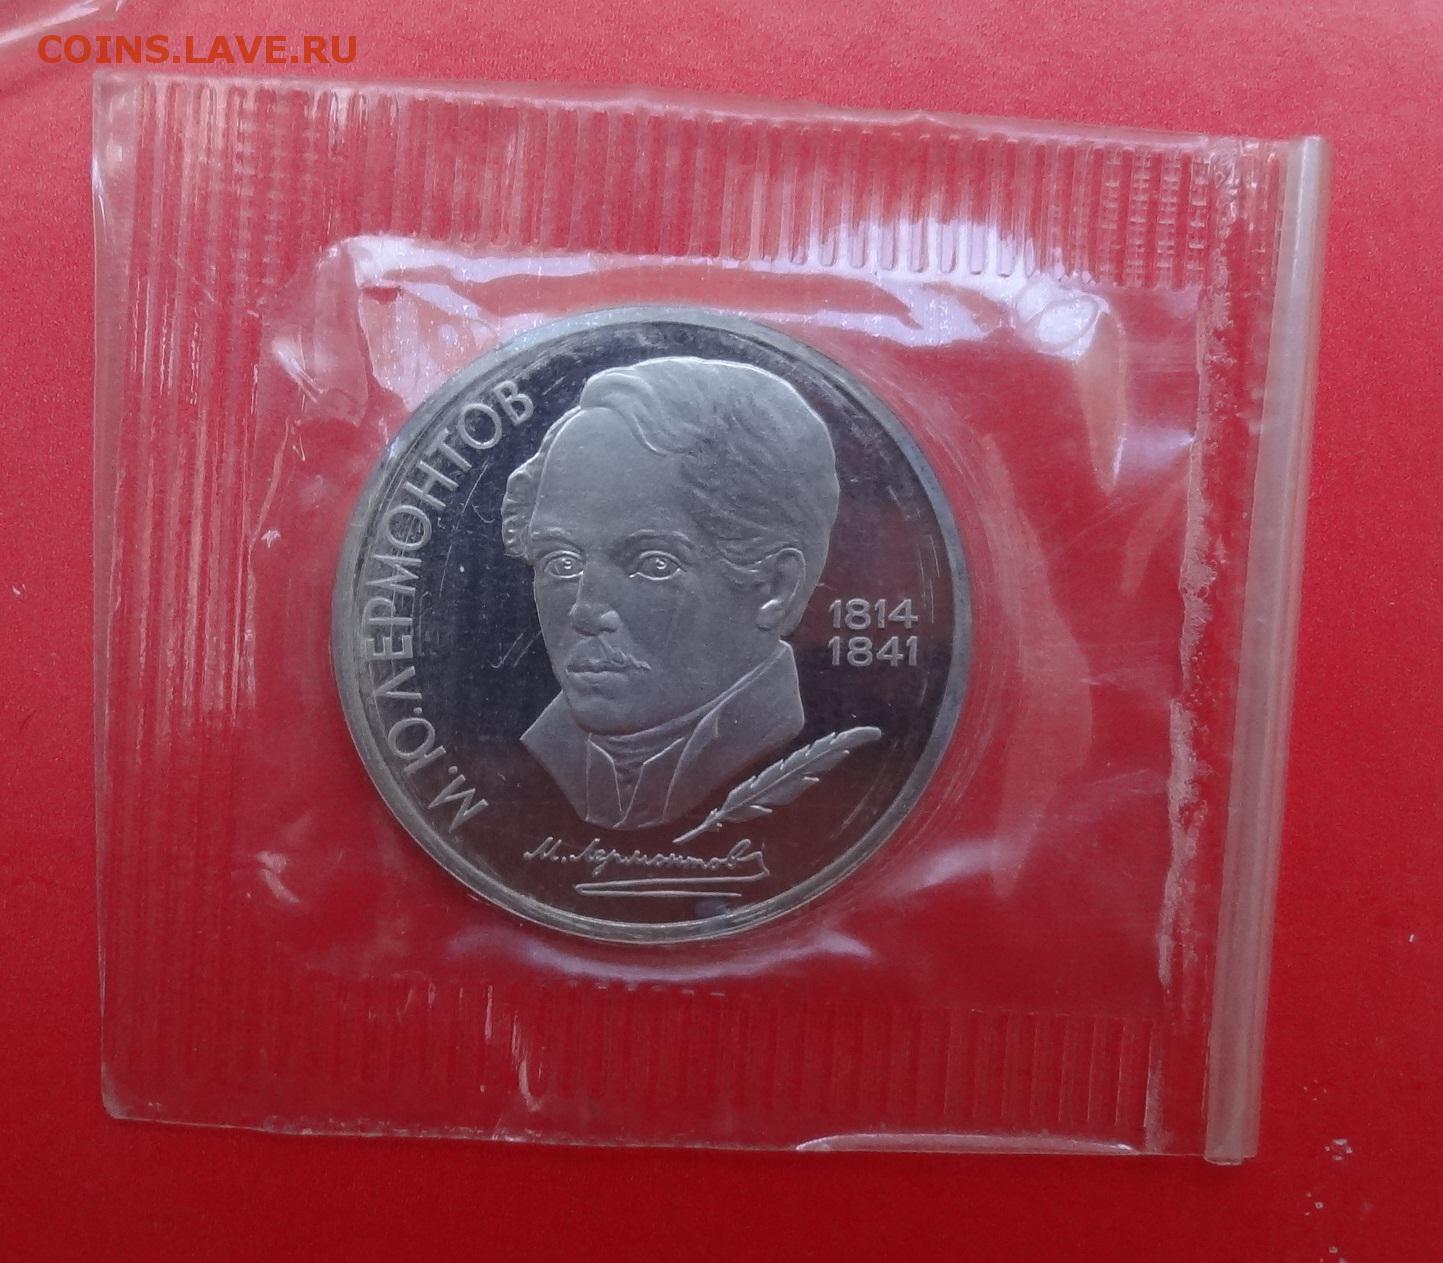 COINS.LAVE.RU
М.Ю.ЛЕРМОНТОВ
1814
1841
М. Лермонтов